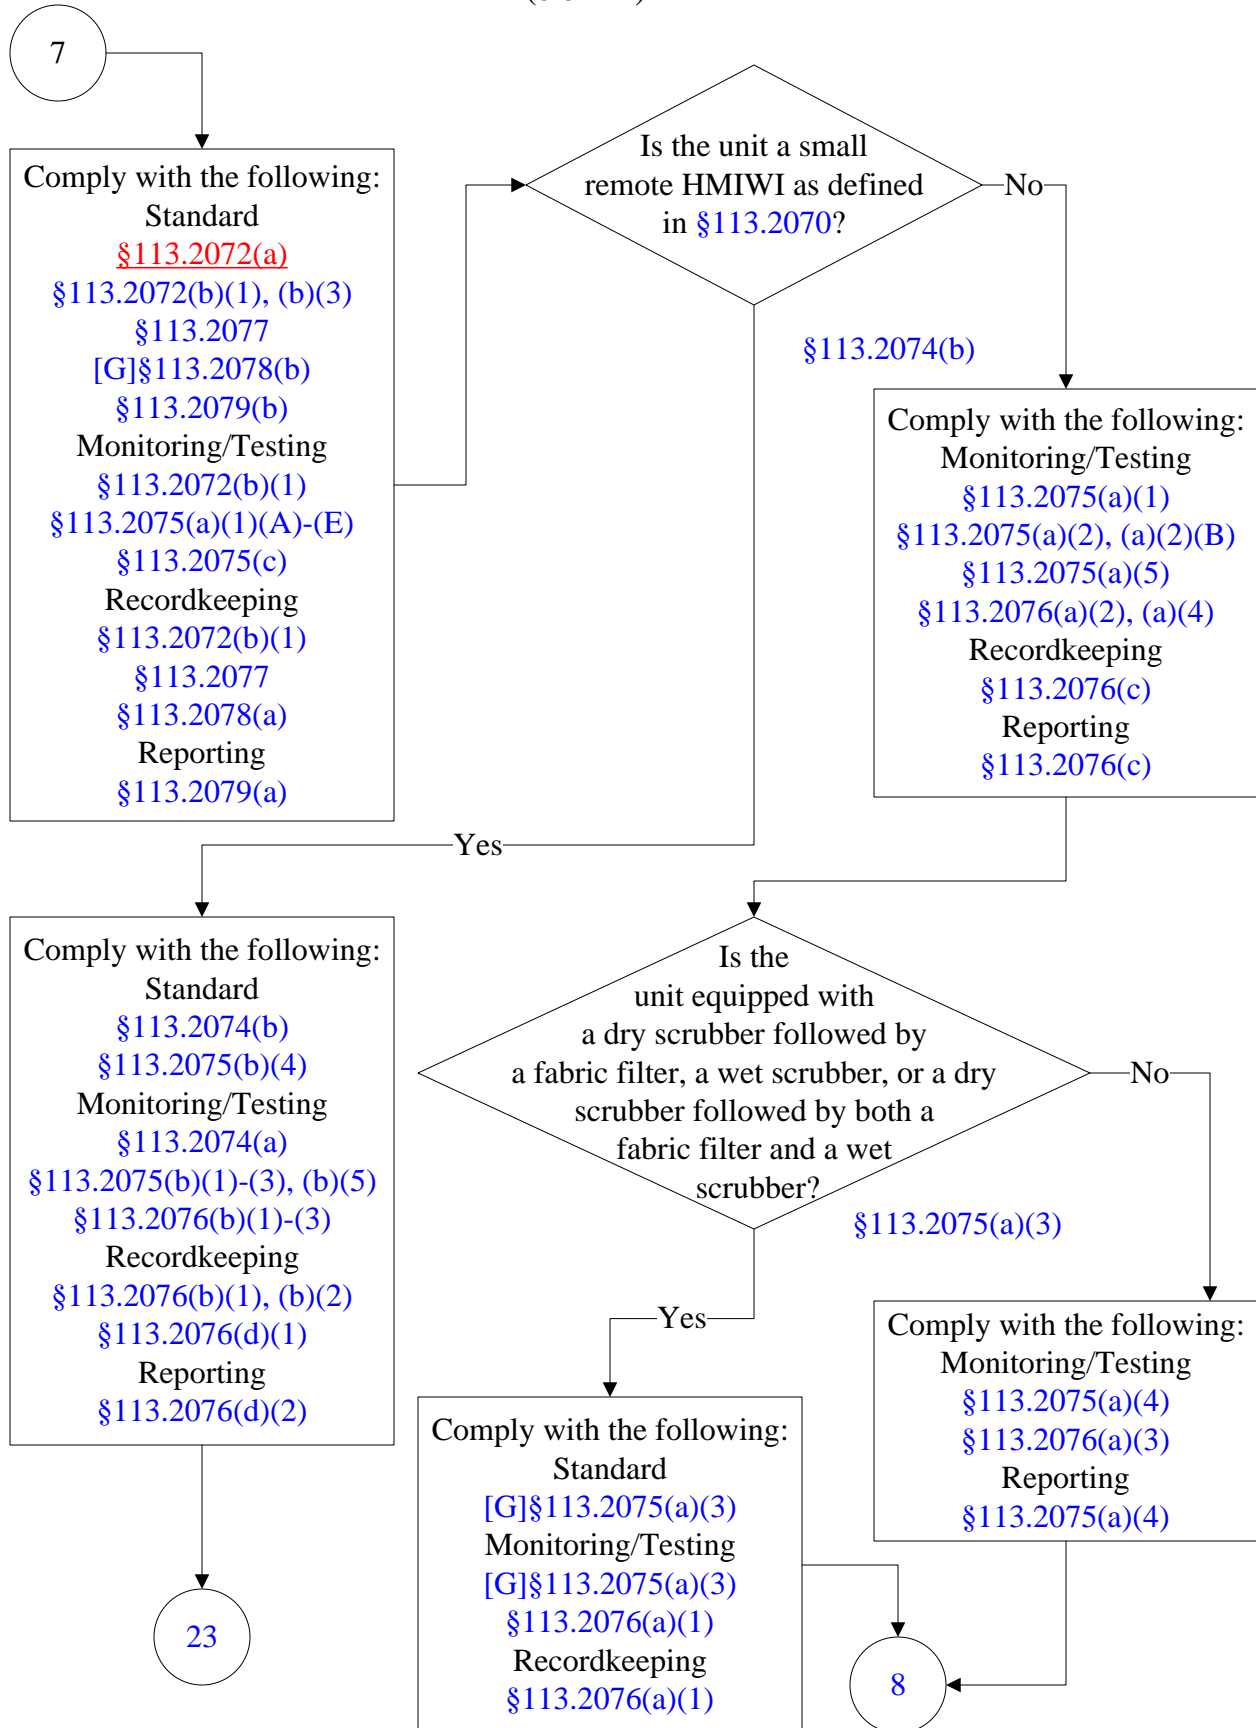 7
Comply with the following:
Standard
§113.2072(a)
§113.2072(b)(1), (b)(3)
§113.2077
[G]§113.2078(b)
§113.2079(b)
Monitoring/Testing
§113.2072(b)(1)
§113.2075(a)(1)(A)-(E)
§113.2075(c)
Recordkeeping
§113.2072(b)(1)
§113.2077
§113.2078(a)
Reporting
§113.2079(a)
Is the unit a small
remote HMIWI as defined
in §113.2070?
No
§113.2074(b)
Comply with the following:
Monitoring/Testing
§113.2075(a)(1)
§113.2075(a)(2), (a)(2)(B)
§113.2075(a)(5)
§113.2076(a)(2), (a)(4)
Recordkeeping
§113.2076(c)
Reporting
§113.2076(c)
Yes
Comply with the following:
Standard
§113.2074(b)
§113.2075(b)(4)
Monitoring/Testing
§113.2074(a)
§113.2075(b)(1)-(3), (b)(5)
§113.2076(b)(1)-(3)
Recordkeeping
§113.2076(b)(1), (b)(2)
§113.2076(d)(1)
Reporting
§113.2076(d)(2)
23
Is the
unit equipped with
a dry scrubber followed by
a fabric filter, a wet scrubber, or a dry
scrubber followed by both a
fabric filter and a wet
scrubber?
No
§113.2075(a)(3)
Yes
Comply with the following:
Standard
[G]§113.2075(a)(3)
Monitoring/Testing
[G]§113.2075(a)(3)
§113.2076(a)(1)
Recordkeeping
§113.2076(a)(1)
Comply with the following:
Monitoring/Testing
§113.2075(a)(4)
§113.2076(a)(3)
Reporting
§113.2075(a)(4)
8